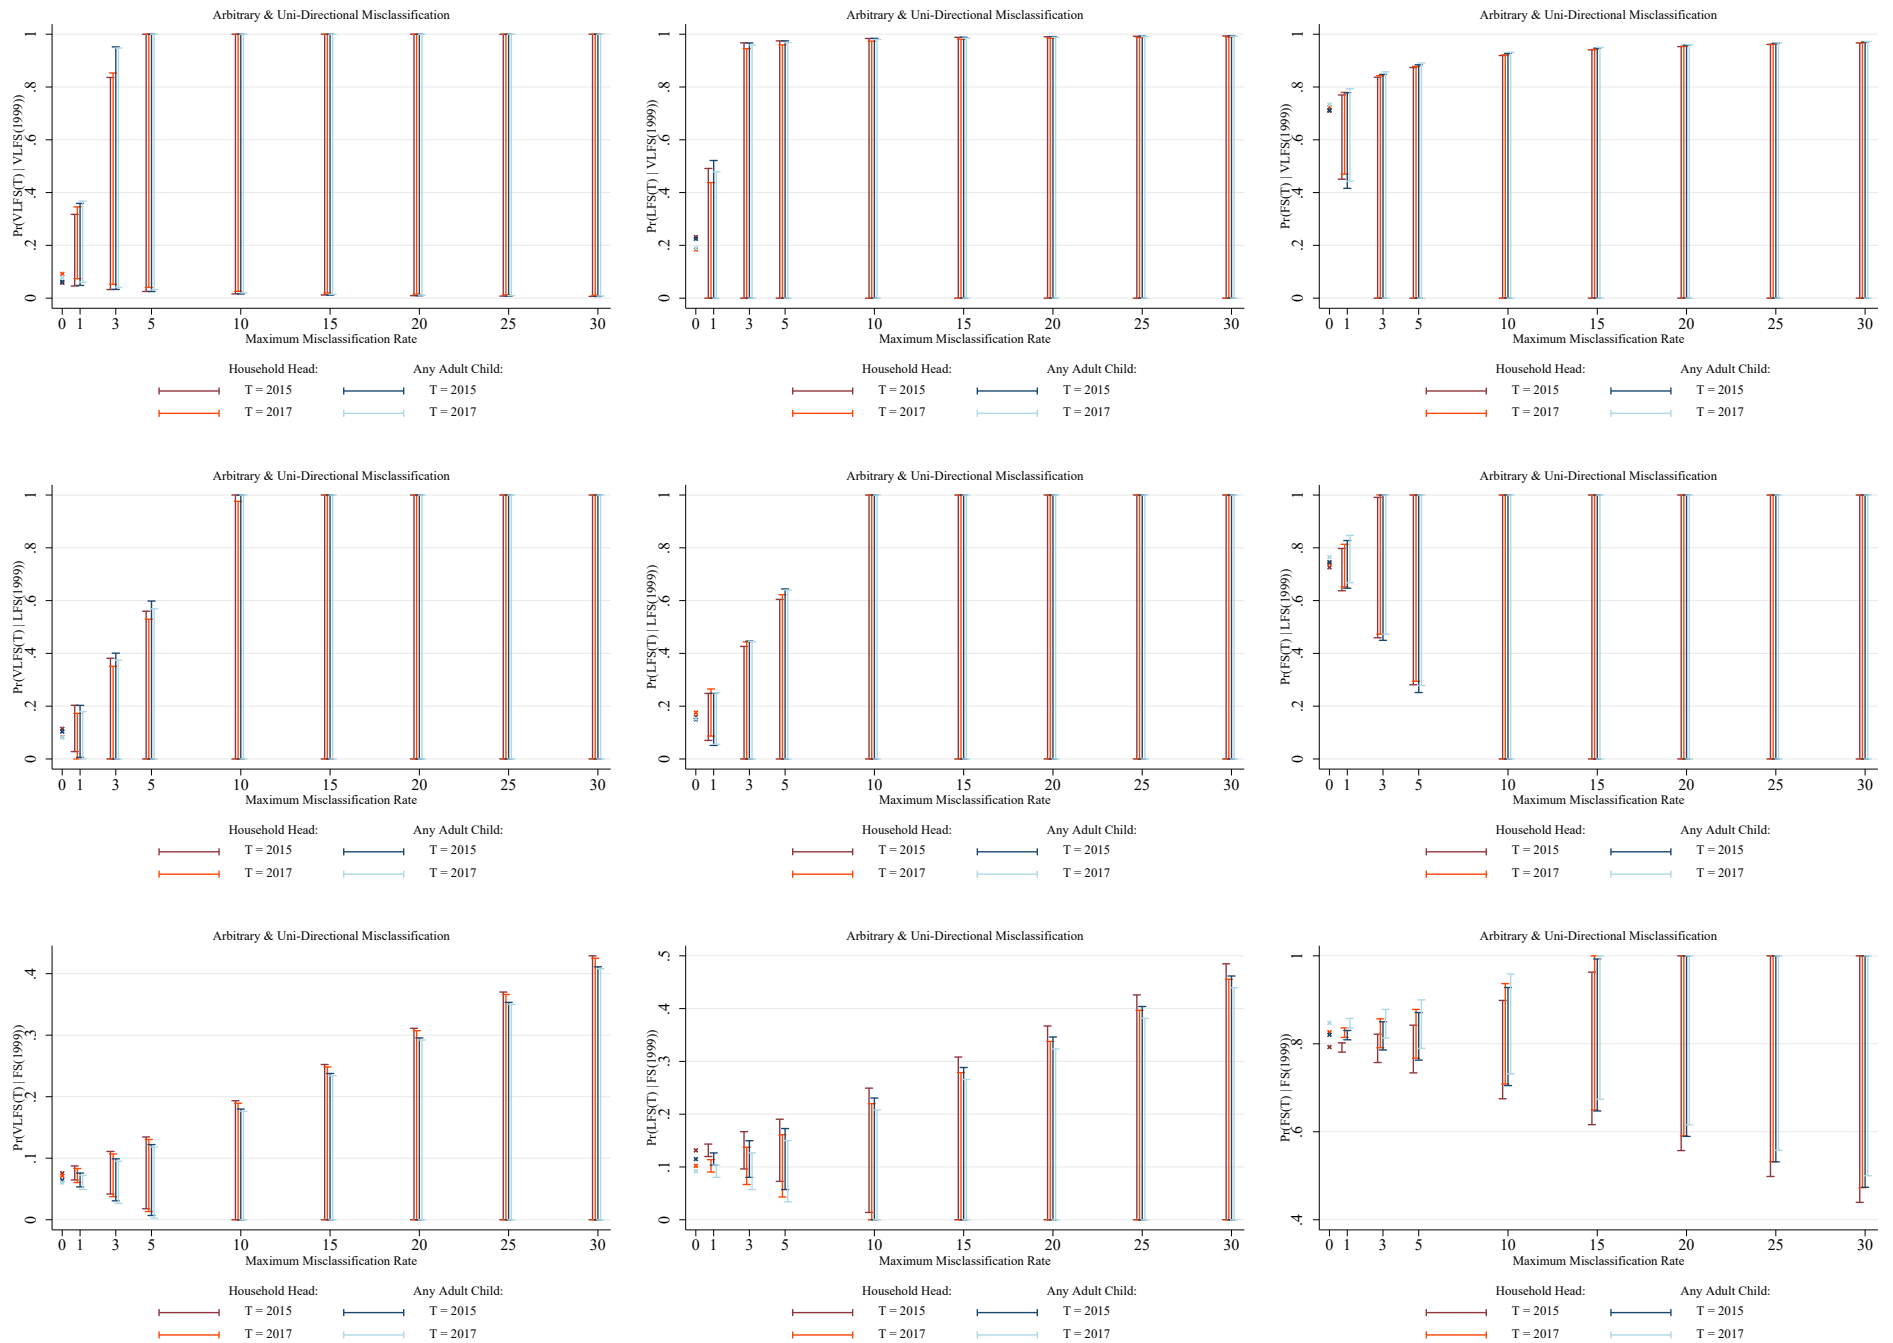 Arbitrary & Uni-Directional Misclassification
Pr(VLFS(T) | VLFS(1999))
0 .2 .4 .6 .8 1
0 1 3 5 10 15 20 25 30
Maximum Misclassification Rate
Household Head: Any Adult Child:
T = 2015 T = 2015
T = 2017 T = 2017
Arbitrary & Uni-Directional Misclassification
Pr(LFS(T) | VLFS(1999))
0 .2 .4 .6 .8 1
0 1 3 5 10 15 20 25 30
Maximum Misclassification Rate
Household Head: Any Adult Child:
T = 2015 T = 2015
T = 2017 T = 2017
Arbitrary & Uni-Directional Misclassification
Pr(FS(T) | VLFS(1999))
0 .2 .4 .6 .8 1
0 1 3 5 10 15 20 25 30
Maximum Misclassification Rate
Household Head: Any Adult Child:
T = 2015 T = 2015
T = 2017 T = 2017
Arbitrary & Uni-Directional Misclassification
Pr(VLFS(T) | LFS(1999))
0 .2 .4 .6 .8 1
0 1 3 5 10 15 20 25 30
Maximum Misclassification Rate
Household Head: Any Adult Child:
T = 2015 T = 2015
T = 2017 T = 2017
Arbitrary & Uni-Directional Misclassification
Pr(LFS(T) | LFS(1999))
0 .2 .4 .6 .8 1
0 1 3 5 10 15 20 25 30
Maximum Misclassification Rate
Household Head: Any Adult Child:
T = 2015 T = 2015
T = 2017 T = 2017
Arbitrary & Uni-Directional Misclassification
Pr(FS(T) | LFS(1999))
0 .2 .4 .6 .8 1
0 1 3 5 10 15 20 25 30
Maximum Misclassification Rate
Household Head: Any Adult Child:
T = 2015 T = 2015
T = 2017 T = 2017
Arbitrary & Uni-Directional Misclassification
Pr(VLFS(T) | FS(1999))
0 .1 .2 .3 .4
0 1 3 5 10 15 20 25 30
Maximum Misclassification Rate
Household Head: Any Adult Child:
T = 2015 T = 2015
T = 2017 T = 2017
Arbitrary & Uni-Directional Misclassification
Pr(LFS(T) | FS(1999))
0 .1 .2 .3 .4 .5
0 1 3 5 10 15 20 25 30
Maximum Misclassification Rate
Household Head: Any Adult Child:
T = 2015 T = 2015
T = 2017 T = 2017
Arbitrary & Uni-Directional Misclassification
Pr(FS(T) | FS(1999))
.4 .6 .8 1
0 1 3 5 10 15 20 25 30
Maximum Misclassification Rate
Household Head: Any Adult Child:
T = 2015 T = 2015
T = 2017 T = 2017